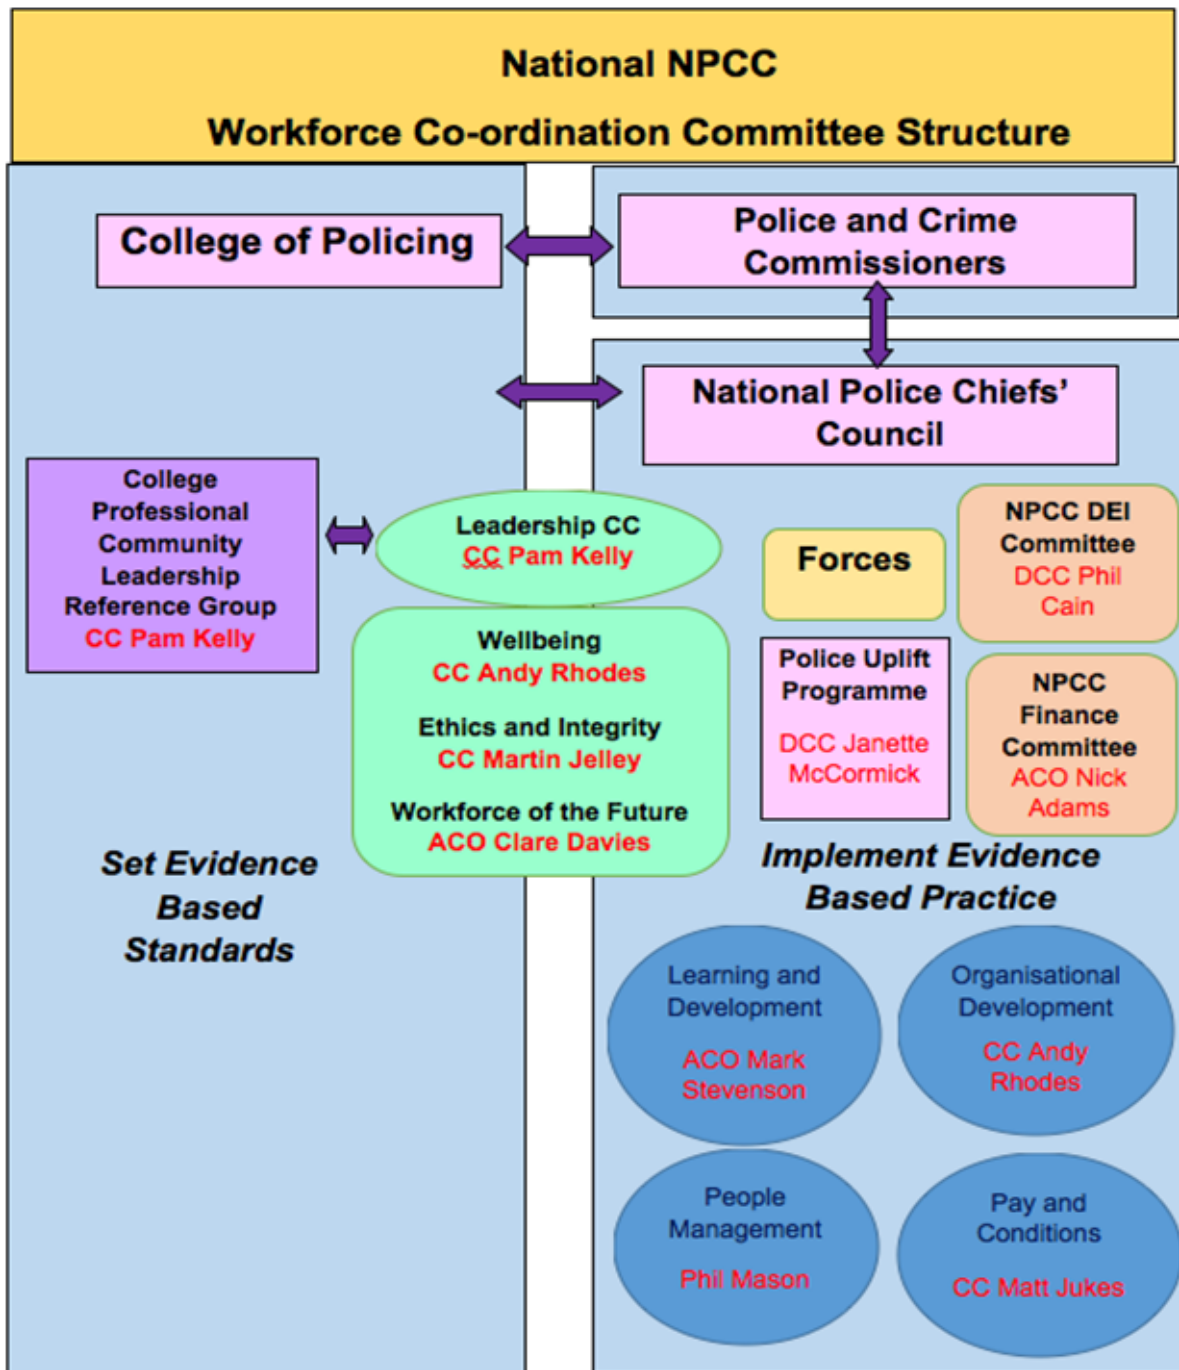 National NPCC
Workforce Co-ordination Committee Structure
College of Policing
Police and Crime
Commissioners
National Police Chiefs’
Council
College
Professional
Community
Leadership
Reference Group
CC Pam Kelly
Leadership CC
CC Pam Kelly
Wellbeing
CC Andy Rhodes
Ethics and Integrity
CC Martin Jelley
Workforce of the Future
ACO Clare Davies
Forces
NPCC DEI
Committee
DCC Phil
Cain
Police Uplift
Programme
DCC Janette
McCormick
NPCC
Finance
Committee
ACO Nick
Adams
Set Evidence
Based
Standards
Implement Evidence
Based Practice
Learning and
Development
ACO Mark
Stevenson
Organisational
Development
CC Andy
Rhodes
People
Management
Phil Mason
Pay and
Conditions
CC Matt Jukes